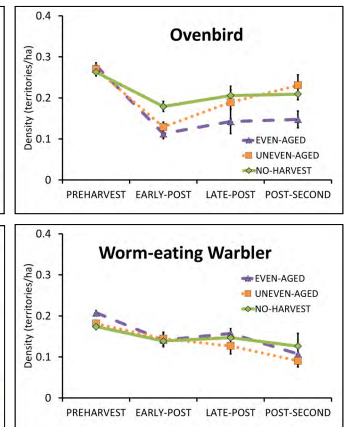 Ovenbird
Density (territories/ha)
0.4
0.3
0.2
0.1
0
EVEN-AGED
UNEVEN-AGED
NO-HARVEST
PREHARVEST EARLY-POST LATE-POST POST-SECOND
Worm-eating Warbler
Density (territories/ha)
0.4
0.3
0.2
0.1
0
EVEN-AGED
UNEVEN-AGED
NO-HARVEST
PREHARVEST EARLY-POST LATE-POST POST-SECOND